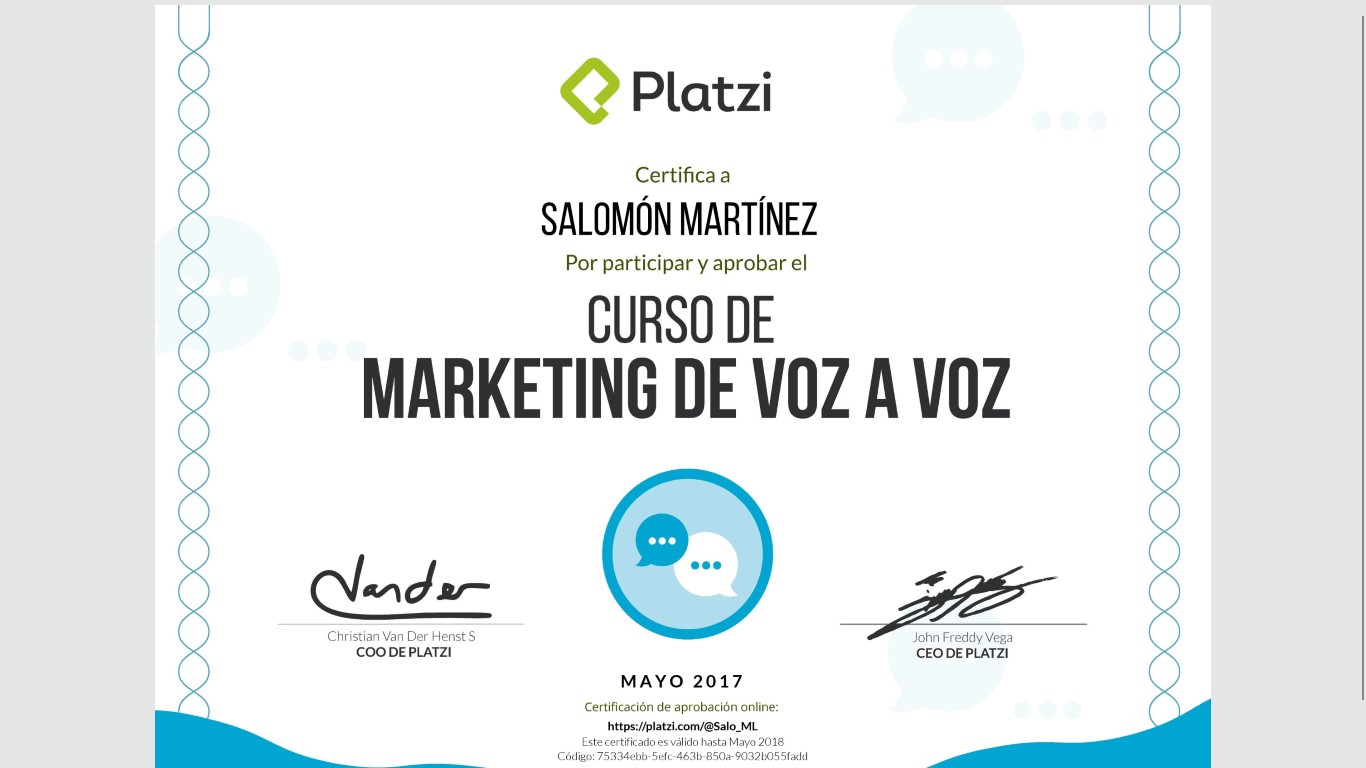 Platzi
Certifica a
SALOMÓN MARTÍNEZ
Por participar y aprobar el
CURSO DE
MARKETING DE VOZ A VOZ
Vander
Christian Van Der Henst S
COO DE PLATZI
John Freddy Vega
CEO DE PLATZI
MAYO 2017
Certificación de aprobación online:
https://platzi.com/@Salo_ML
Este certificado es válido hasta Mayo 2018
Código: 75334ebb-5efc-463b-850a-9032b055fadd